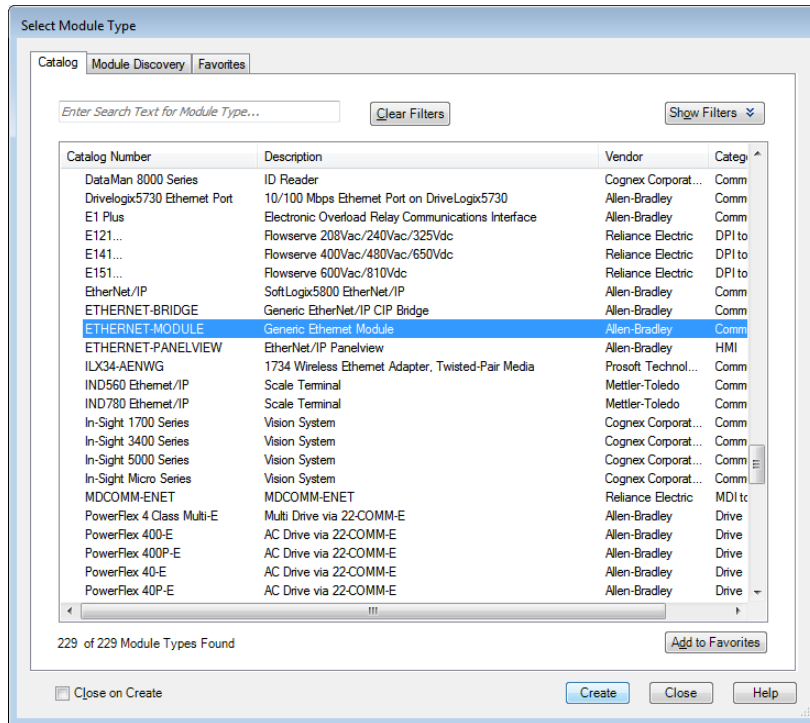 Select Module Type
Catalog Module Discovery Favorites
Enter Search Text for Module Type... Clear Filters Show Filters
Catalog Number Description Vendor Categ
DataMan 8000 Series ID Reader Cognex Corporat... Comm
Drivelogix5730 Ethernet Port 10/100 Mbps Ethernet Port on DriveLogix5730 Allen-Bradley Comm
E1 Plus Electronic Overload Relay Communications Interface Allen-Bradley Comm
E121... Flowserve 208Vac/240Vac/325Vdc Reliance Electric DPI to
E141... Flowserve 400Vac/480Vac/650Vdc Reliance Electric DPI to
E151... Flowserve 600Vac/810Vdc Reliance Electric DPI to
EtherNet/IP SoftLogix5800 EtherNet/IP Allen-Bradley Comm
ETHERNET-BRIDGE Generic EtherNet/IP CIP Bridge Allen-Bradley Comm
ETHERNET-MODULE Generic Ethernet Module Allen-Bradley Comm
ETHERNET-PANELVIEW EtherNet/IP Panelview Allen-Bradley HMI
ILX34-AENWG 1734 Wireless Ethernet Adapter, Twisted-Pair Media Prosoft Technol... Comm
IND560 Ethernet/IP Scale Terminal Mettler-Toledo Comm
IND780 Ethernet/IP Scale Terminal Mettler-Toledo Comm
In-Sight 1700 Series Vision System Cognex Corporat... Comm
In-Sight 3400 Series Vision System Cognex Corporat... Comm
In-Sight 5000 Series Vision System Cognex Corporat... Comm
In-Sight Micro Series Vision System Cognex Corporat... Comm
MDCOMM-ENET MDCOMM-ENET Reliance Electric MDI to
PowerFlex 4 Class Multi-E Multi Drive via 22-COMM-E Allen-Bradley Drive
PowerFlex 400-E AC Drive via 22-COMM-E Allen-Bradley Drive
PowerFlex 400P-E AC Drive via 22-COMM-E Allen-Bradley Drive
PowerFlex 40-E AC Drive via 22-COMM-E Allen-Bradley Drive
PowerFlex 40P-E AC Drive via 22-COMM-E Allen-Bradley Drive
229 of 229 Module Types Found Add to Favorites
Close on Create Create Close Help